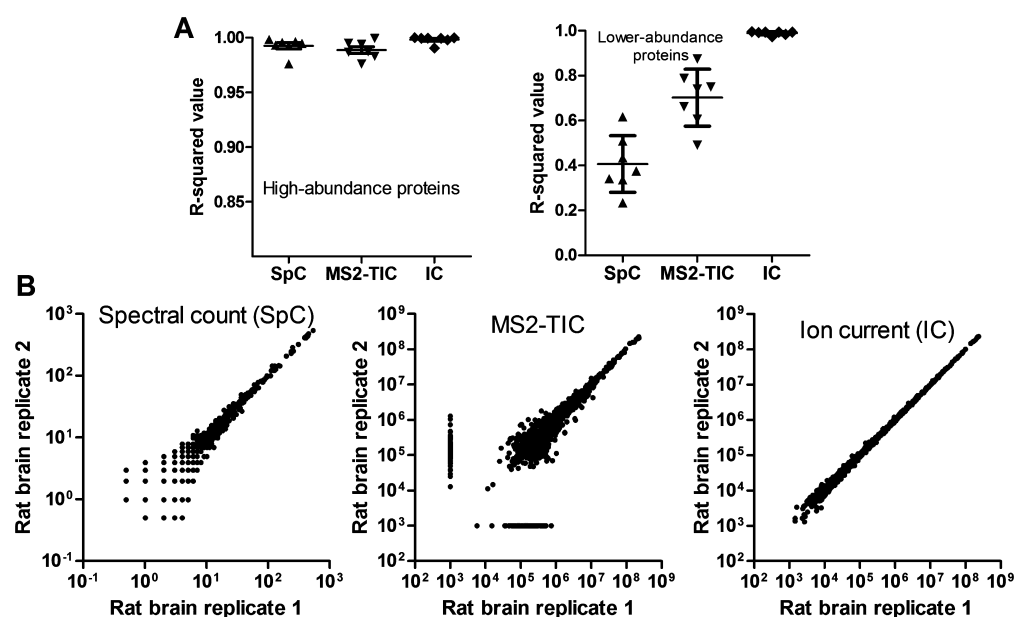 A
R-squared value
1.00
0.95
0.90
0.85
High-abundance proteins
SpC MS2-TIC IC
R-squared value
1.0
0.8
0.6
0.4
0.2
0.0
Lower-abundance
proteins
SpC MS2-TIC IC
B
Spectral count (SpC)
Rat brain replicate 2
10³
10²
10¹
10⁰
10⁻¹
10⁻¹ 10⁰ 10¹ 10² 10³
Rat brain replicate 1
MS2-TIC
Rat brain replicate 2
10⁹
10⁸
10⁷
10⁶
10⁵
10⁴
10³
10²
10² 10³ 10⁴ 10⁵ 10⁶ 10⁷ 10⁸ 10⁹
Rat brain replicate 1
Ion current (IC)
Rat brain replicate 2
10⁹
10⁸
10⁷
10⁶
10⁵
10⁴
10³
10²
10² 10³ 10⁴ 10⁵ 10⁶ 10⁷ 10⁸ 10⁹
Rat brain replicate 1